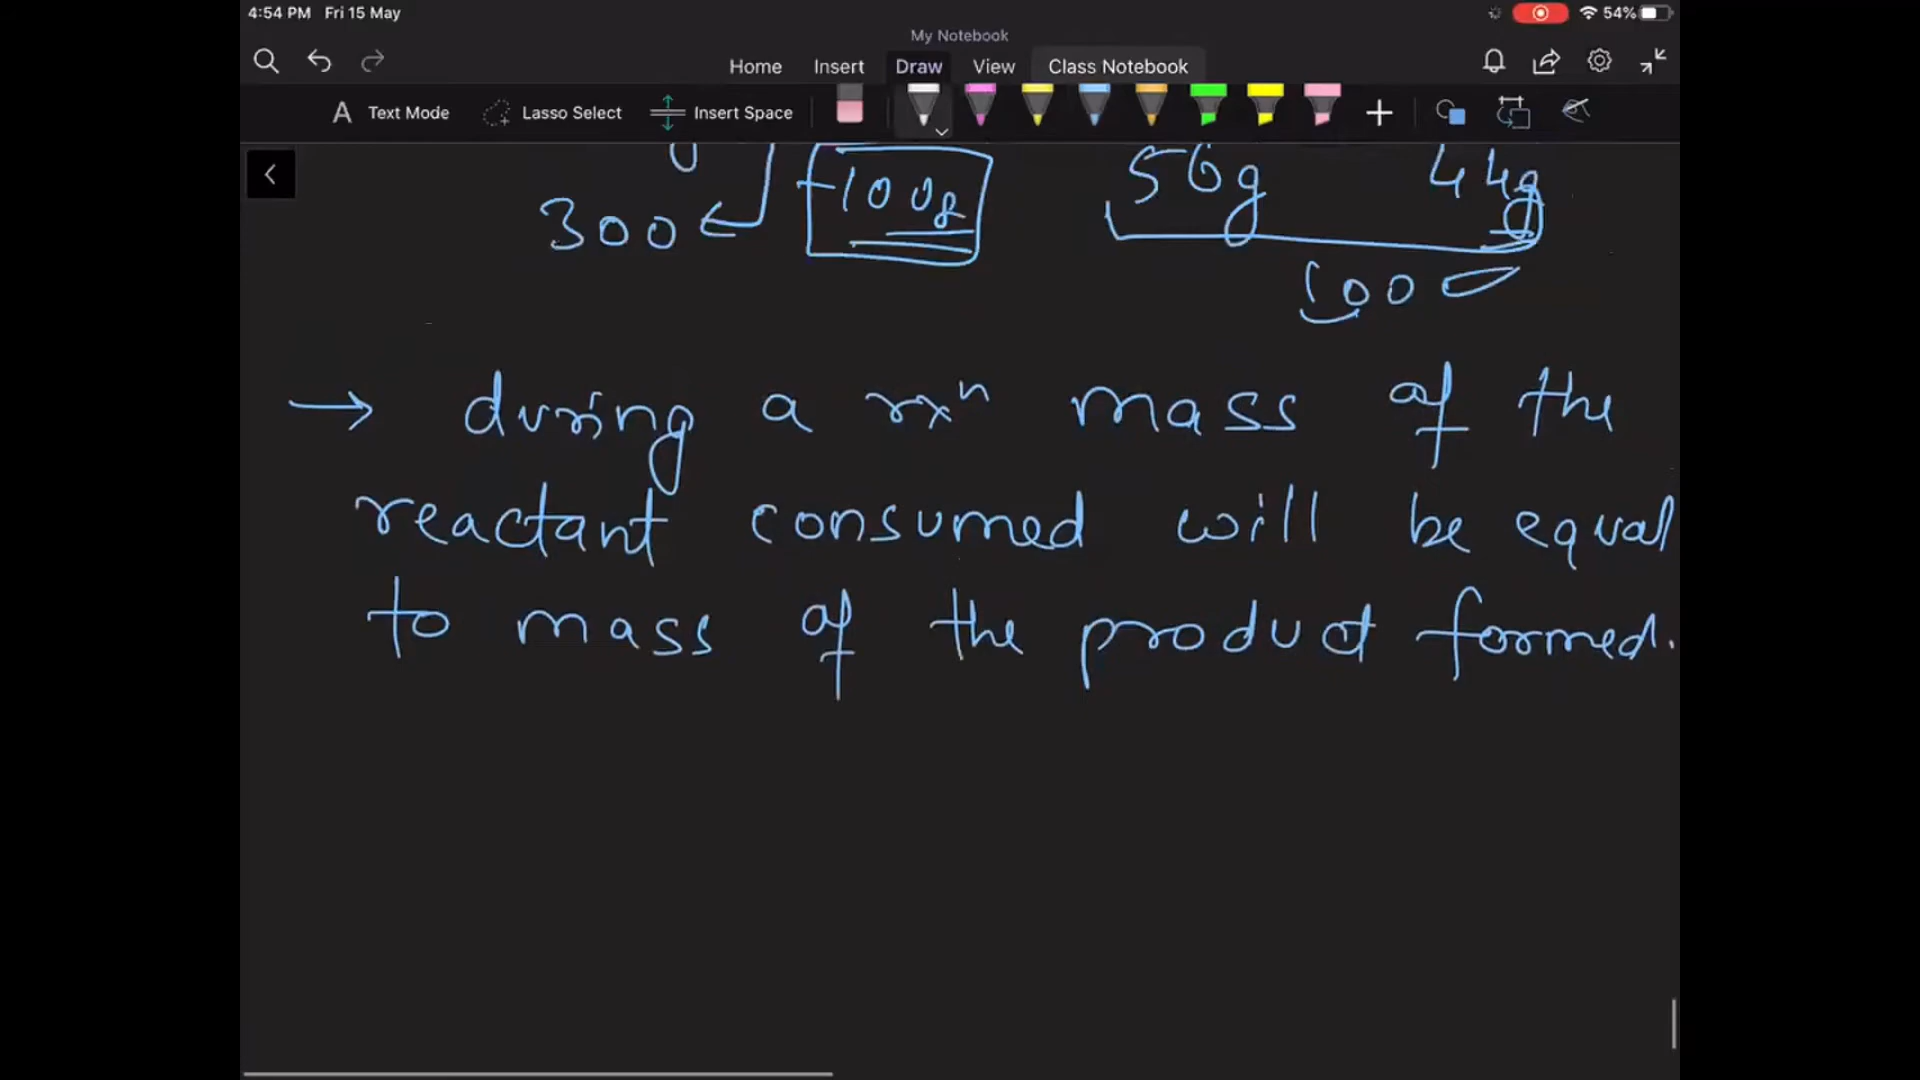 4:54 PM Fri 15 May
54%
My Notebook
Home Insert Draw View Class Notebook
A Text Mode Lasso Select Insert Space
300 100g 56g 44g
100
→ during a rxⁿ mass of the
reactant consumed will be equal
to mass of the product formed.